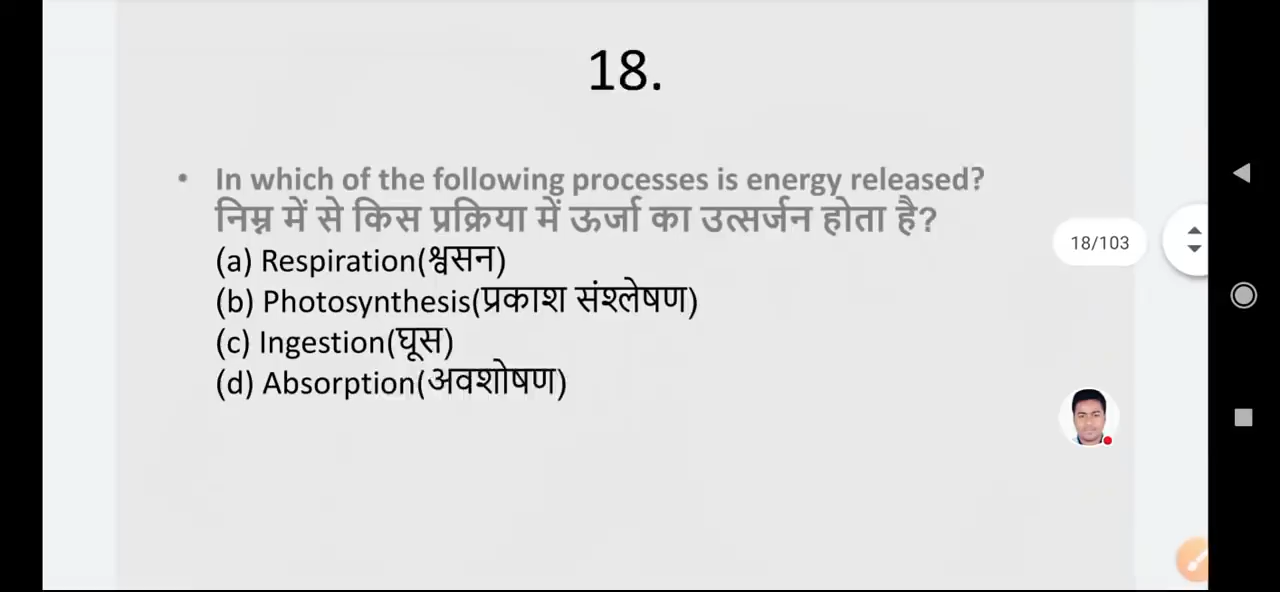 18.
• In which of the following processes is energy released?
निम्न में से किस प्रक्रिया में ऊर्जा का उत्सर्जन होता है?
(a) Respiration(श्वसन)
(b) Photosynthesis(प्रकाश संश्लेषण)
(c) Ingestion(घूस)
(d) Absorption(अवशोषण)
18/103